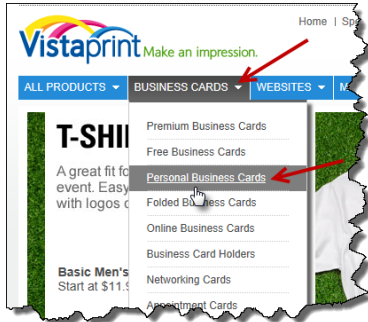 Home | Sp
Vistaprint Make an impression.
ALL PRODUCTS BUSINESS CARDS WEBSITES M
Premium Business Cards
Free Business Cards
Personal Business Cards
Folded Business Cards
Online Business Cards
Business Card Holders
Networking Cards
Appointment Cards
T-SHI
A great fit fo
event. Easy
with logos
Basic Men's
Start at $11.9